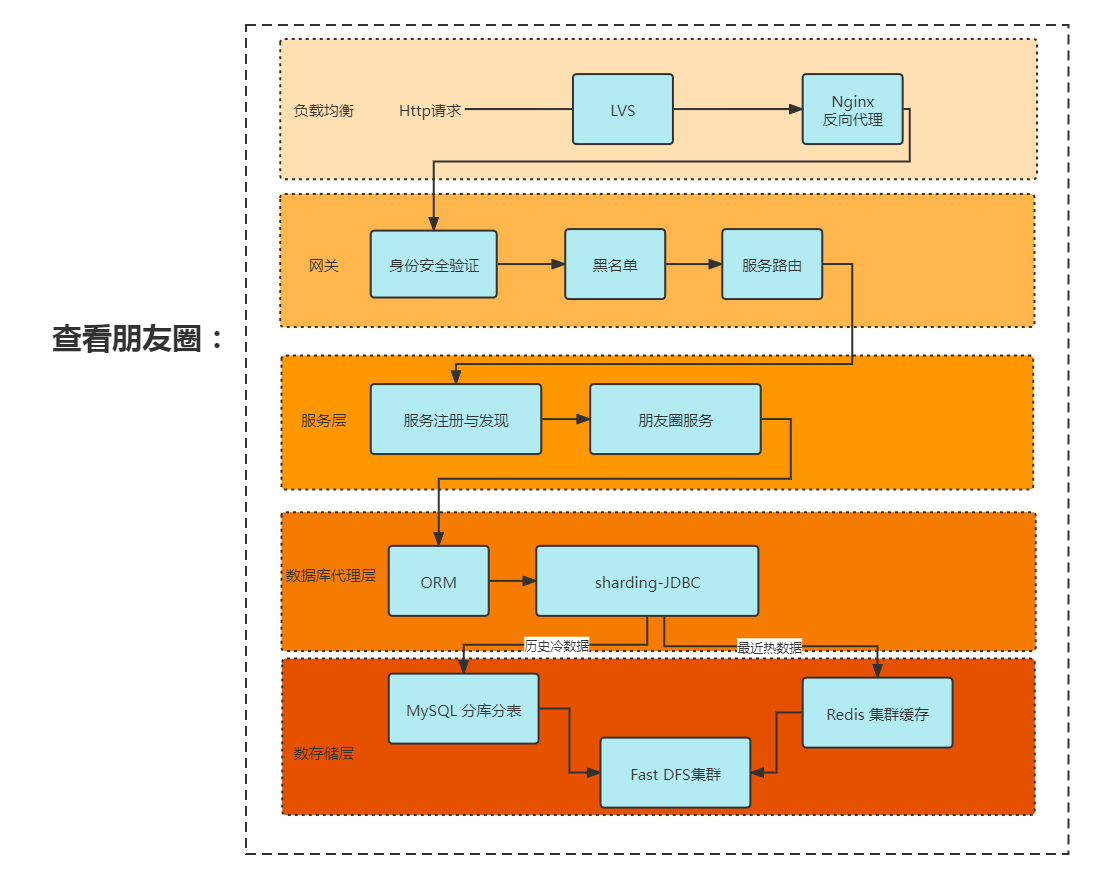 负载均衡
Http请求
LVS
Nginx
反向代理
网关
身份安全验证
黑名单
服务路由
查看朋友圈：
服务层
服务注册与发现
朋友圈服务
数据库代理层
ORM
sharding-JDBC
历史冷数据
最近热数据
数存储层
MySQL 分库分表
Redis 集群缓存
Fast DFS集群